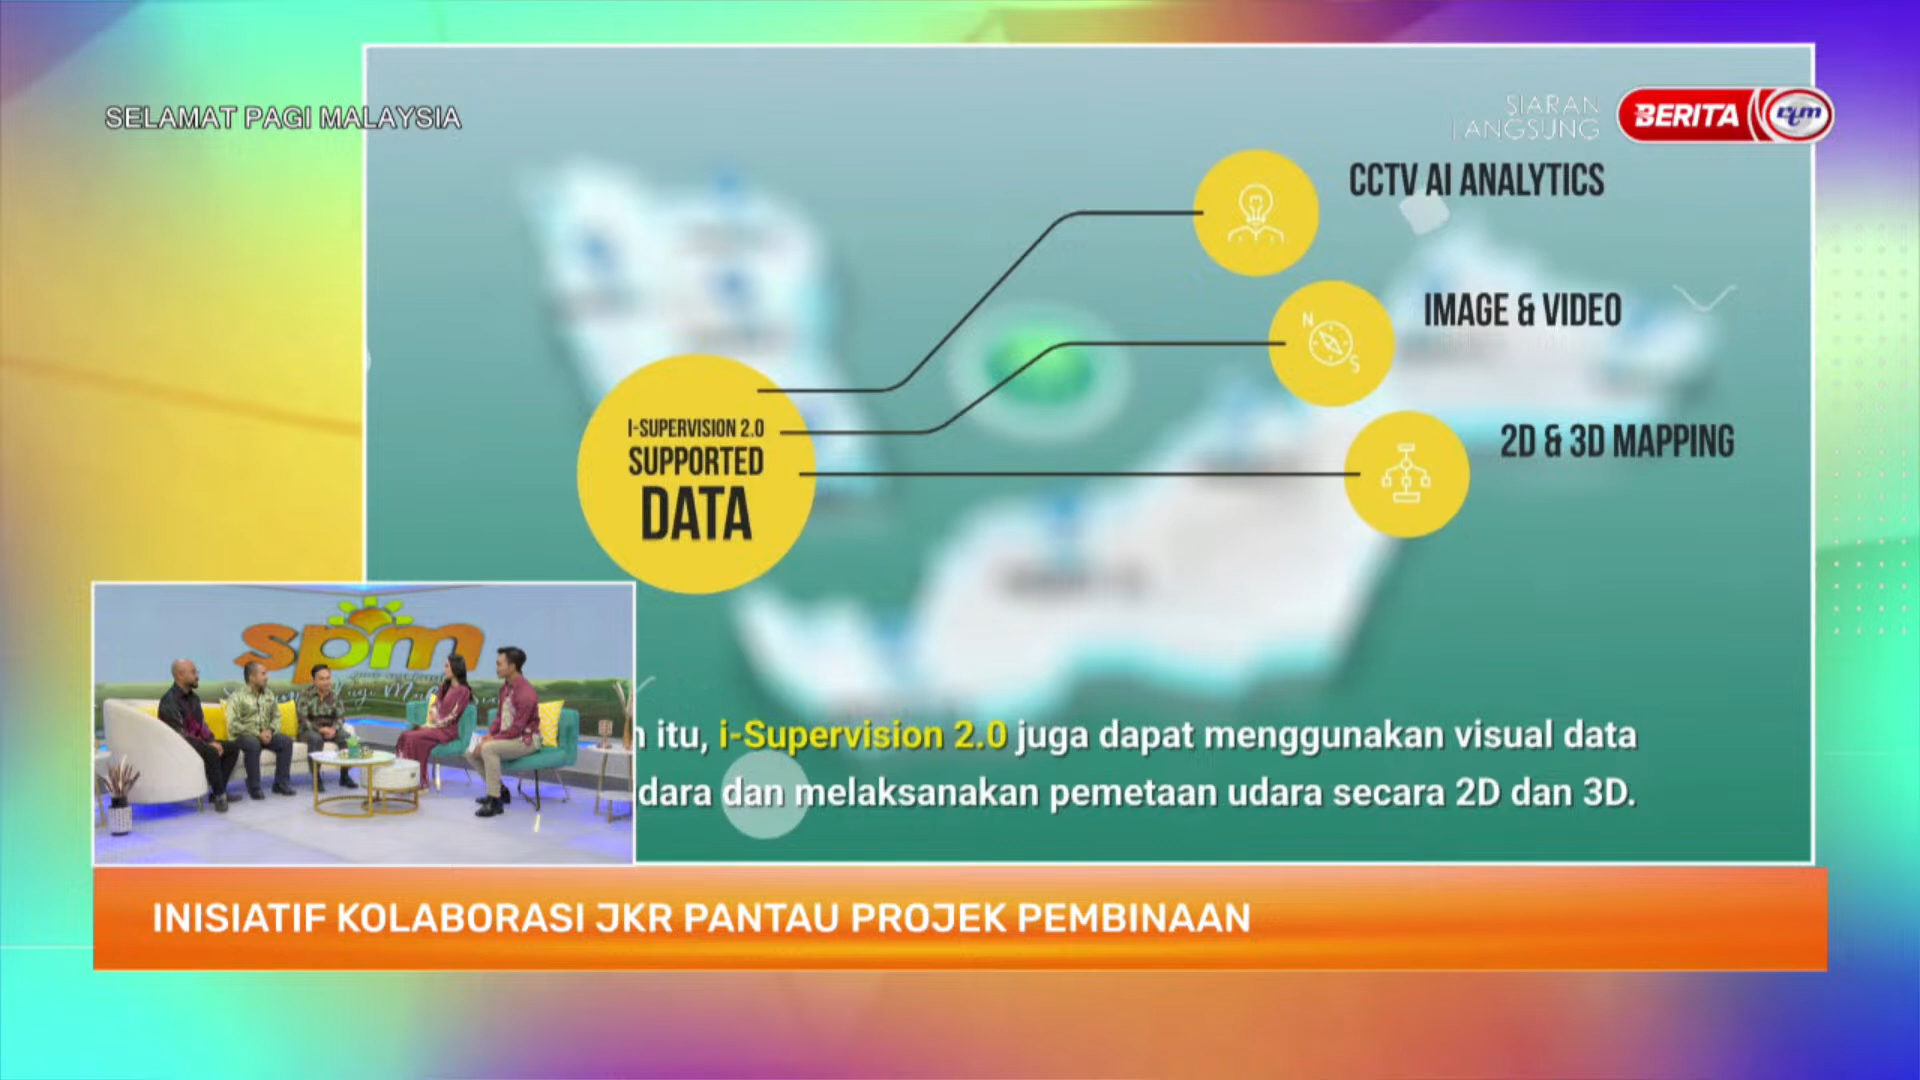 SELAMAT PAGI MALAYSIA
SIARAN
LANGSUNG
BERITA rtm
CCTV AI ANALYTICS
IMAGE & VIDEO
N
S
2D & 3D MAPPING
I-SUPERVISION 2.0
SUPPORTED
DATA
spm
itu, i-Supervision 2.0 juga dapat menggunakan visual data
dan melaksanakan pemetaan udara secara 2D dan 3D.
INISIATIF KOLABORASI JKR PANTAU PROJEK PEMBINAAN